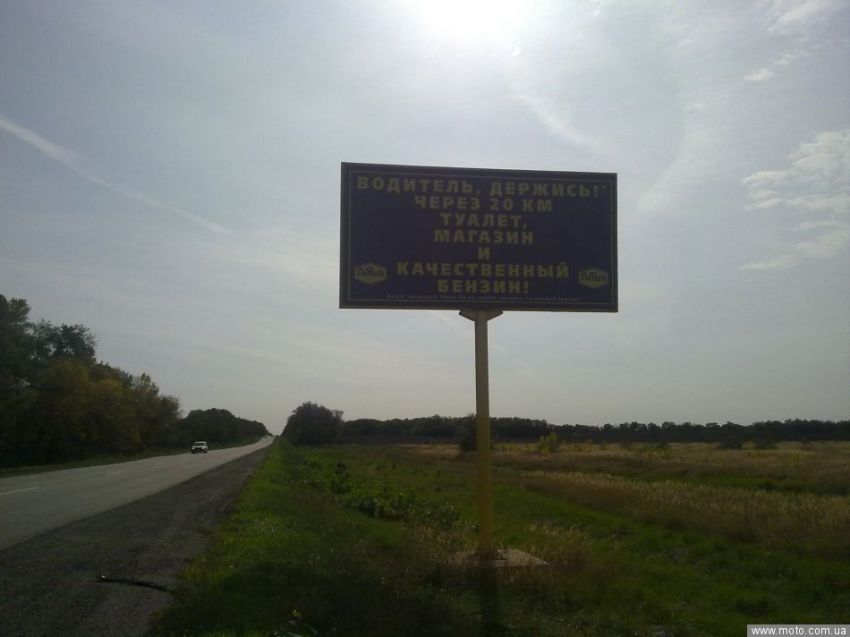 ВОДИТЕЛЬ, ДЕРЖИСЬ!
ЧЕРЕЗ 20 КМ
ТУАЛЕТ,
МАГАЗИН
И
КАЧЕСТВЕННЫЙ
БЕНЗИН!
www.moto.com.ua